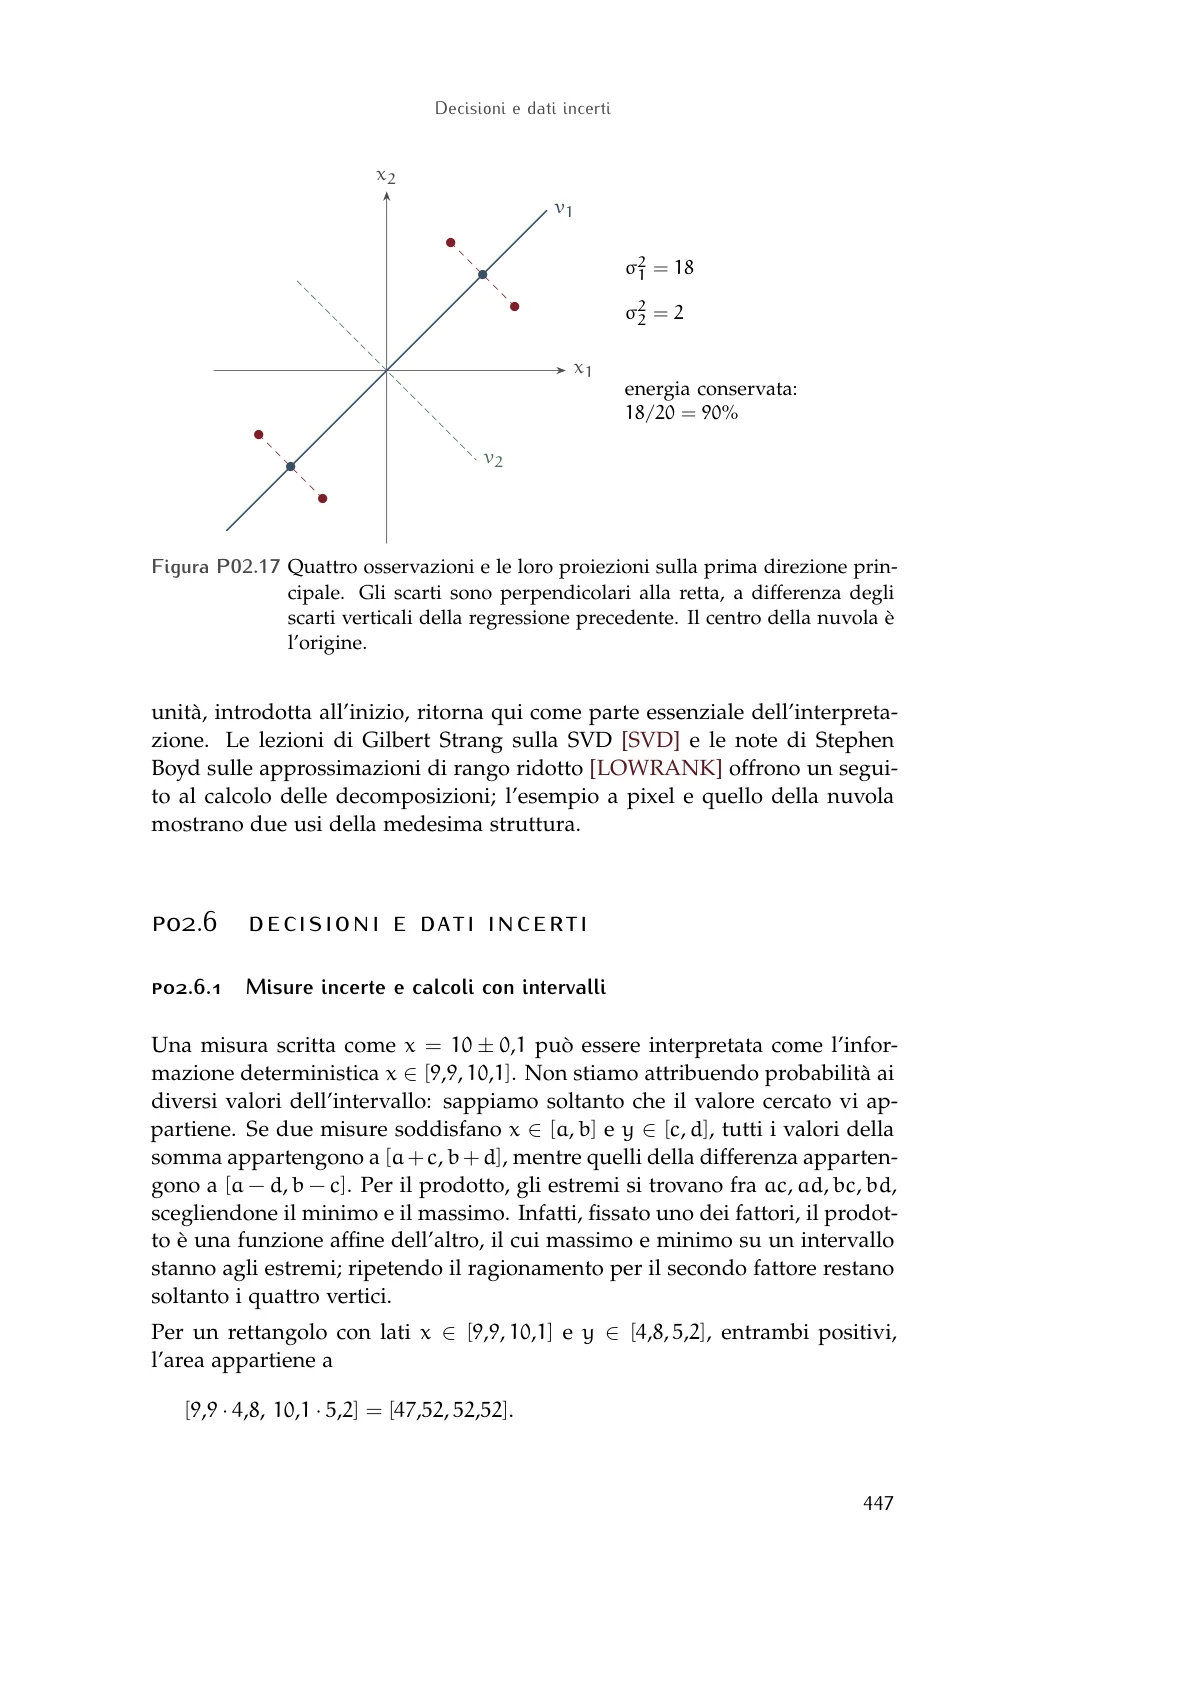 Decisioni e dati incerti
x₂
v₁
σ₁² = 18
σ₂² = 2
x₁
energia conservata:
18/20 = 90%
v₂
Figura P02.17 Quattro osservazioni e le loro proiezioni sulla prima direzione prin-
cipale. Gli scarti sono perpendicolari alla retta, a differenza degli
scarti verticali della regressione precedente. Il centro della nuvola è
l'origine.
unità, introdotta all'inizio, ritorna qui come parte essenziale dell'interpreta-
zione. Le lezioni di Gilbert Strang sulla SVD [SVD] e le note di Stephen
Boyd sulle approssimazioni di rango ridotto [LOWRANK] offrono un segui-
to al calcolo delle decomposizioni; l'esempio a pixel e quello della nuvola
mostrano due usi della medesima struttura.
P02.6 DECISIONI E DATI INCERTI
P02.6.1 Misure incerte e calcoli con intervalli
Una misura scritta come x = 10 ± 0,1 può essere interpretata come l'infor-
mazione deterministica x ∈ [9,9, 10,1]. Non stiamo attribuendo probabilità ai
diversi valori dell'intervallo: sappiamo soltanto che il valore cercato vi ap-
partiene. Se due misure soddisfano x ∈ [a, b] e y ∈ [c, d], tutti i valori della
somma appartengono a [a + c, b + d], mentre quelli della differenza apparten-
gono a [a − d, b − c]. Per il prodotto, gli estremi si trovano fra ac, ad, bc, bd,
scegliendone il minimo e il massimo. Infatti, fissato uno dei fattori, il prodot-
to è una funzione affine dell'altro, il cui massimo e minimo su un intervallo
stanno agli estremi; ripetendo il ragionamento per il secondo fattore restano
soltanto i quattro vertici.
Per un rettangolo con lati x ∈ [9,9, 10,1] e y ∈ [4,8, 5,2], entrambi positivi,
l'area appartiene a
[9,9 · 4,8, 10,1 · 5,2] = [47,52, 52,52].
447